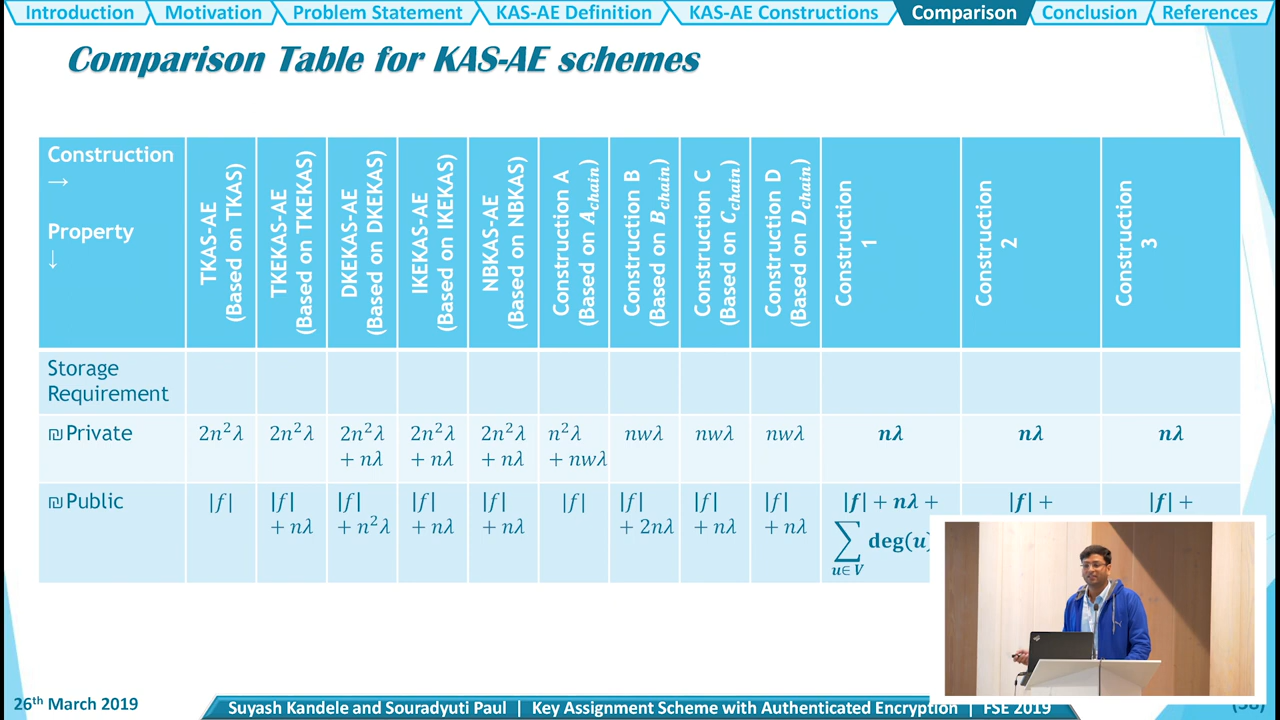 Introduction Motivation Problem Statement KAS-AE Definition KAS-AE Constructions Comparison Conclusion References
Comparison Table for KAS-AE schemes
Construction
→
Property
↓
TKAS-AE
(Based on TKAS)
TKEKAS-AE
(Based on TKEKAS)
DKEKAS-AE
(Based on DKEKAS)
IKEKAS-AE
(Based on IKEKAS)
NBKAS-AE
(Based on NBKAS)
Construction A
(Based on A_chain)
Construction B
(Based on B_chain)
Construction C
(Based on C_chain)
Construction D
(Based on D_chain)
Construction
1
Construction
2
Construction
3
Storage
Requirement
₪Private 2n²λ 2n²λ 2n²λ 2n²λ 2n²λ n²λ nwλ nwλ nwλ nλ nλ nλ
+ nλ + nλ + nλ + nwλ
₪Public |f| |f| |f| |f| |f| |f| |f| |f| |f| |f| + nλ + |f| + |f| +
+ nλ + n²λ + nλ + nλ + 2nλ + nλ + nλ ∑ deg(u)
u∈V
26th March 2019
Suyash Kandele and Souradyuti Paul | Key Assignment Scheme with Authenticated Encryption | FSE 2019